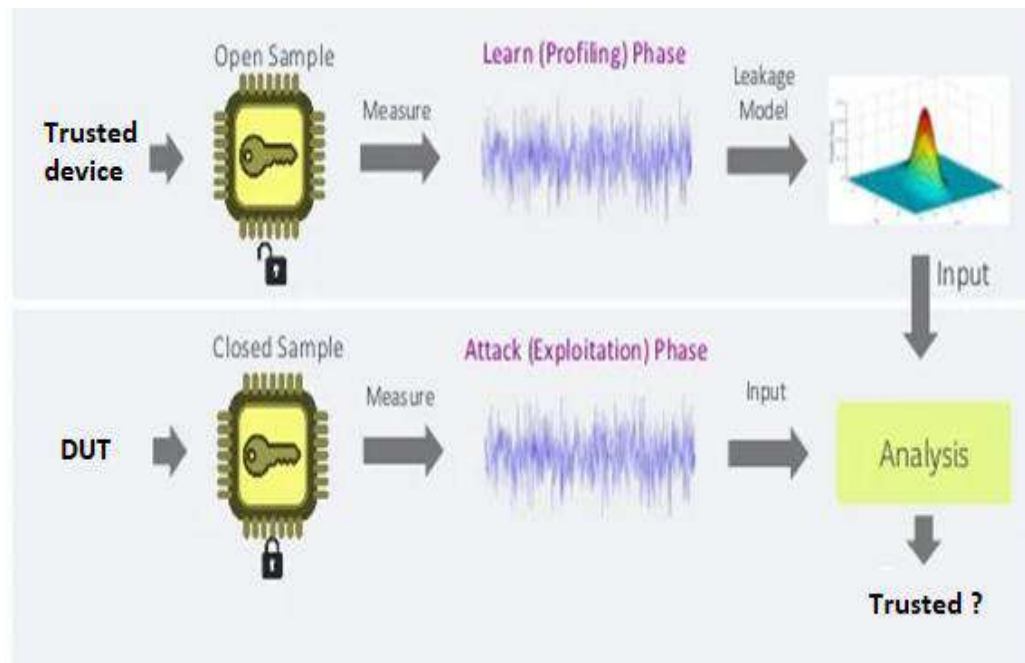 Open Sample
Learn (Profiling) Phase
Trusted
device
Measure
Leakage
Model
Input
Closed Sample
Attack (Exploitation) Phase
DUT
Measure
Input
Analysis
Trusted ?